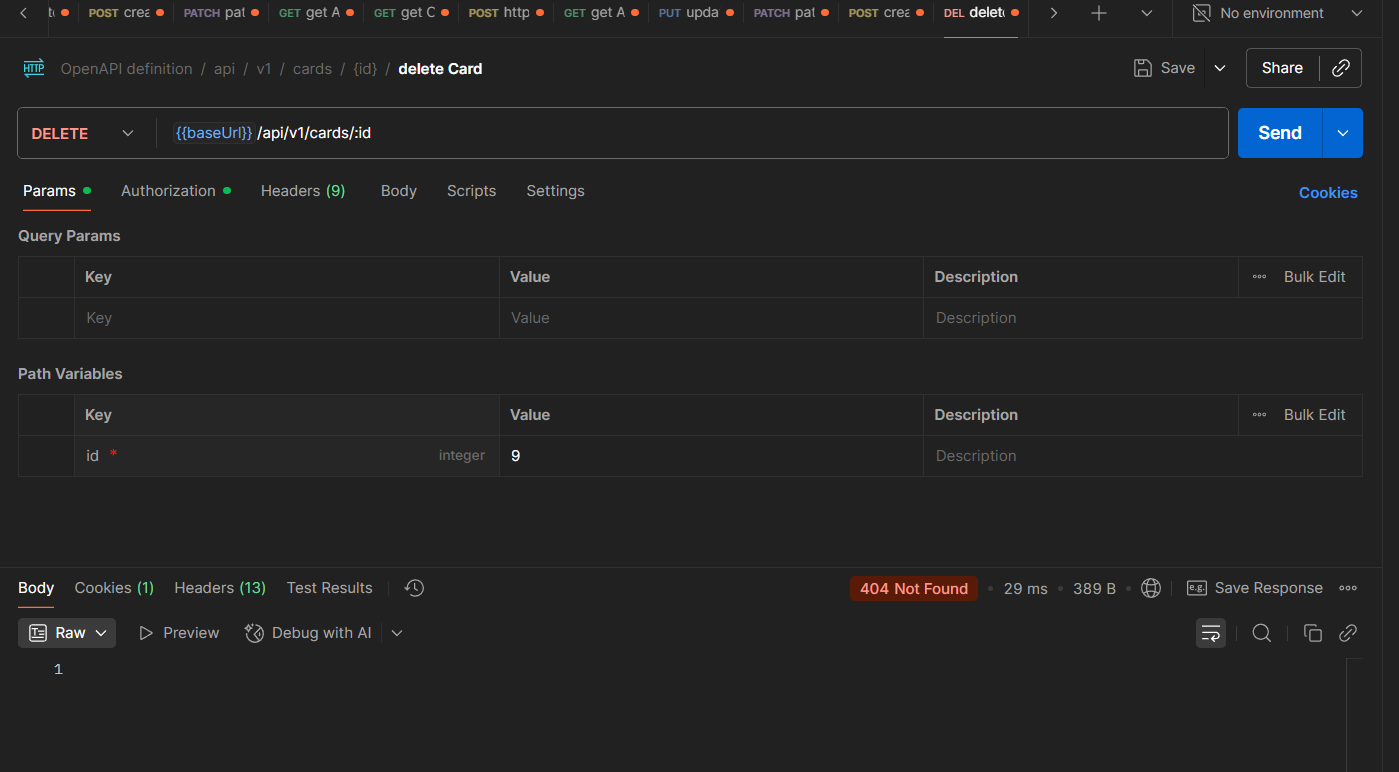 POST crea PATCH pat GET get A GET get C POST http GET get A PUT upda PATCH pat POST crea DEL delete No environment
HTTP OpenAPI definition / api / v1 / cards / {id} / delete Card Save Share
DELETE {{baseUrl}} /api/v1/cards/:id Send
Params Authorization Headers (9) Body Scripts Settings Cookies
Query Params
Key Value Description Bulk Edit
Key Value Description
Path Variables
Key Value Description Bulk Edit
id * integer 9 Description
Body Cookies (1) Headers (13) Test Results 404 Not Found • 29 ms • 389 B • e.g. Save Response
Raw Preview Debug with AI
1